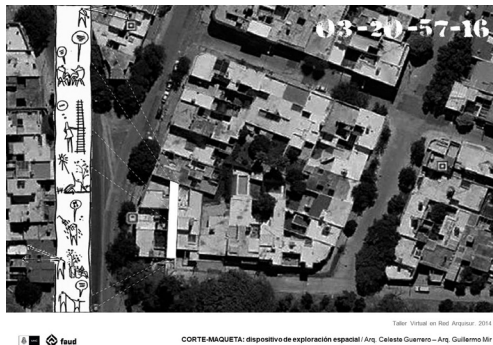 03-20-57-16
Taller Virtual en Red Arquisur. 2014
faud
CORTE-MAQUETA: dispositivo de exploración espacial / Arq. Celeste Guerrero – Arq. Guillermo Mir